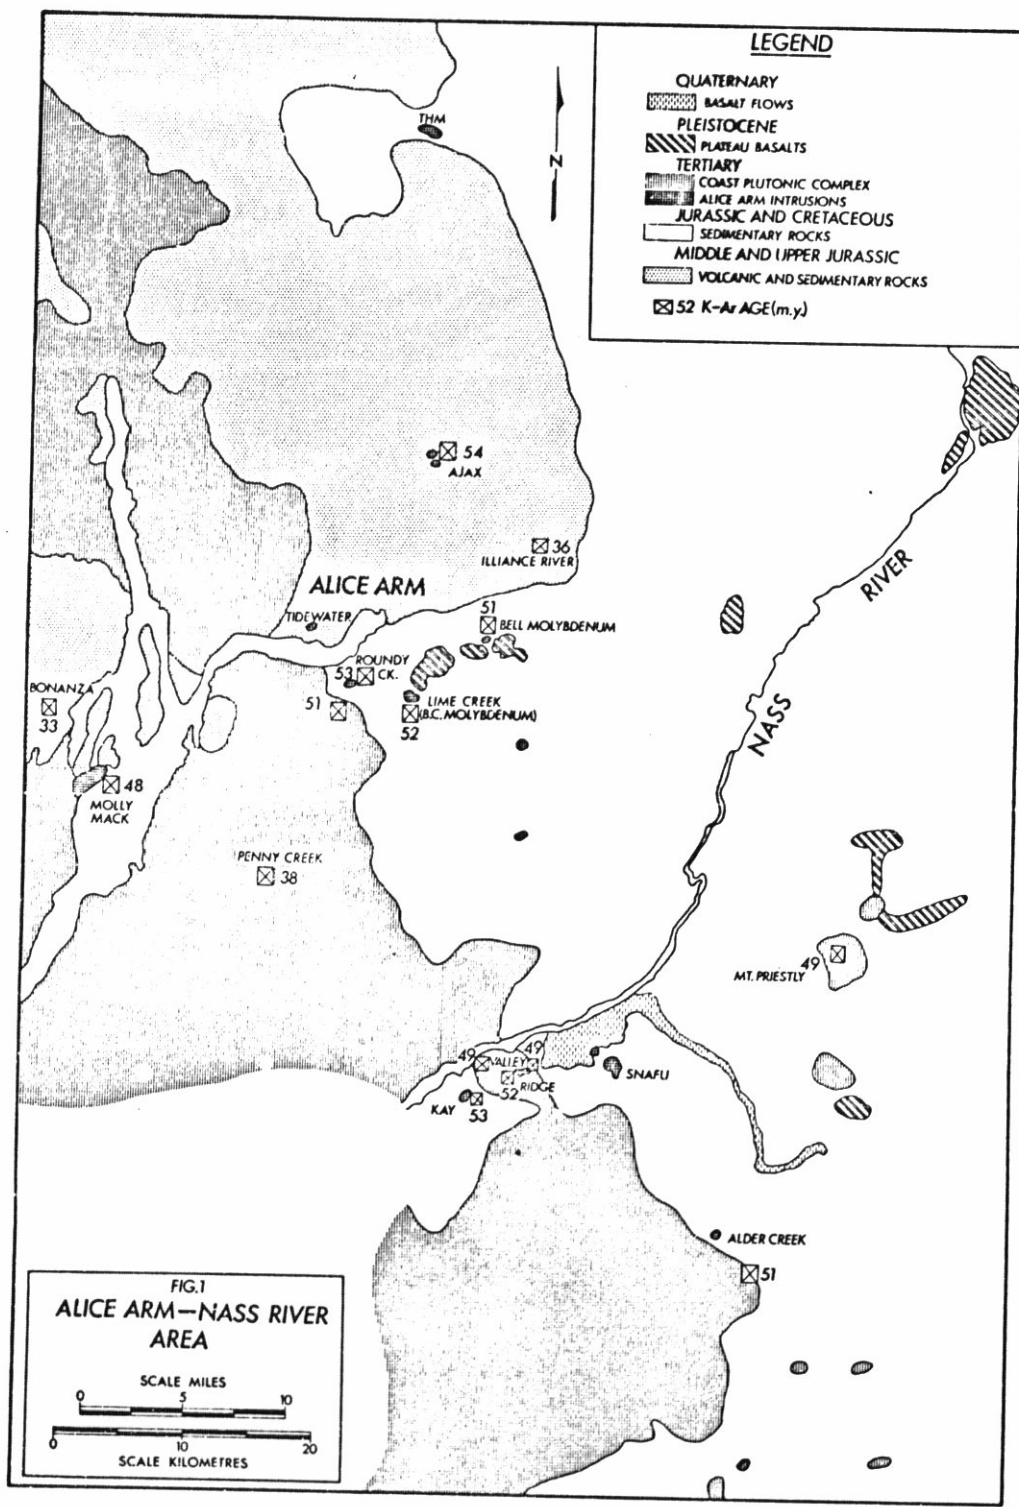 LEGEND
QUATERNARY
BASALT FLOWS
PLEISTOCENE
PLATEAU BASALTS
TERTIARY
COAST PLUTONIC COMPLEX
ALICE ARM INTRUSIONS
JURASSIC AND CRETACEOUS
SEDIMENTARY ROCKS
MIDDLE AND UPPER JURASSIC
VOLCANIC AND SEDIMENTARY ROCKS
52 K-Ar AGE (m.y.)
THM
N
54
AJAX
36
ILLIANCE RIVER
ALICE ARM
TIDEWATER
51
BELL MOLYBDENUM
ROUNDY
CK.
53
51
LIME CREEK
(B.C. MOLYBDENUM)
52
BONANZA
33
48
MOLLY
MACK
PENNY CREEK
38
NASS
RIVER
MT. PRIESTLY
49
49
VALLEY
49
RIDGE
52
KAY
53
SNAFU
ALDER CREEK
51
FIG.1
ALICE ARM—NASS RIVER
AREA
SCALE MILES
0 5 10
0 10 20
SCALE KILOMETRES